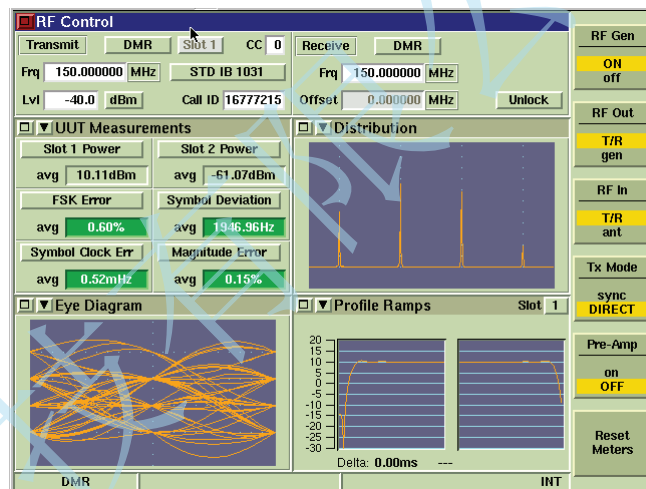 RF Control
Transmit DMR Slot 1 CC 0
Frq 150.000000 MHz STD IB 1031
Lvl -40.0 dBm Call ID 16777215
Receive DMR
Frq 150.000000 MHz
Offset 0.000000 MHz Unlock
UUT Measurements
Slot 1 Power Slot 2 Power
avg 10.11dBm avg -61.07dBm
FSK Error Symbol Deviation
avg 0.60% avg 1946.96Hz
Symbol Clock Err Magnitude Error
avg 0.52mHz avg 0.15%
Distribution
Eye Diagram
Profile Ramps Slot 1
20
15
10
5
0
-5
-10
-15
-20
-25
-30
Delta: 0.00ms ---
DMR INT
RF Gen
ON
off
RF Out
T/R
gen
RF In
T/R
ant
Tx Mode
sync
DIRECT
Pre-Amp
on
OFF
Reset
Meters